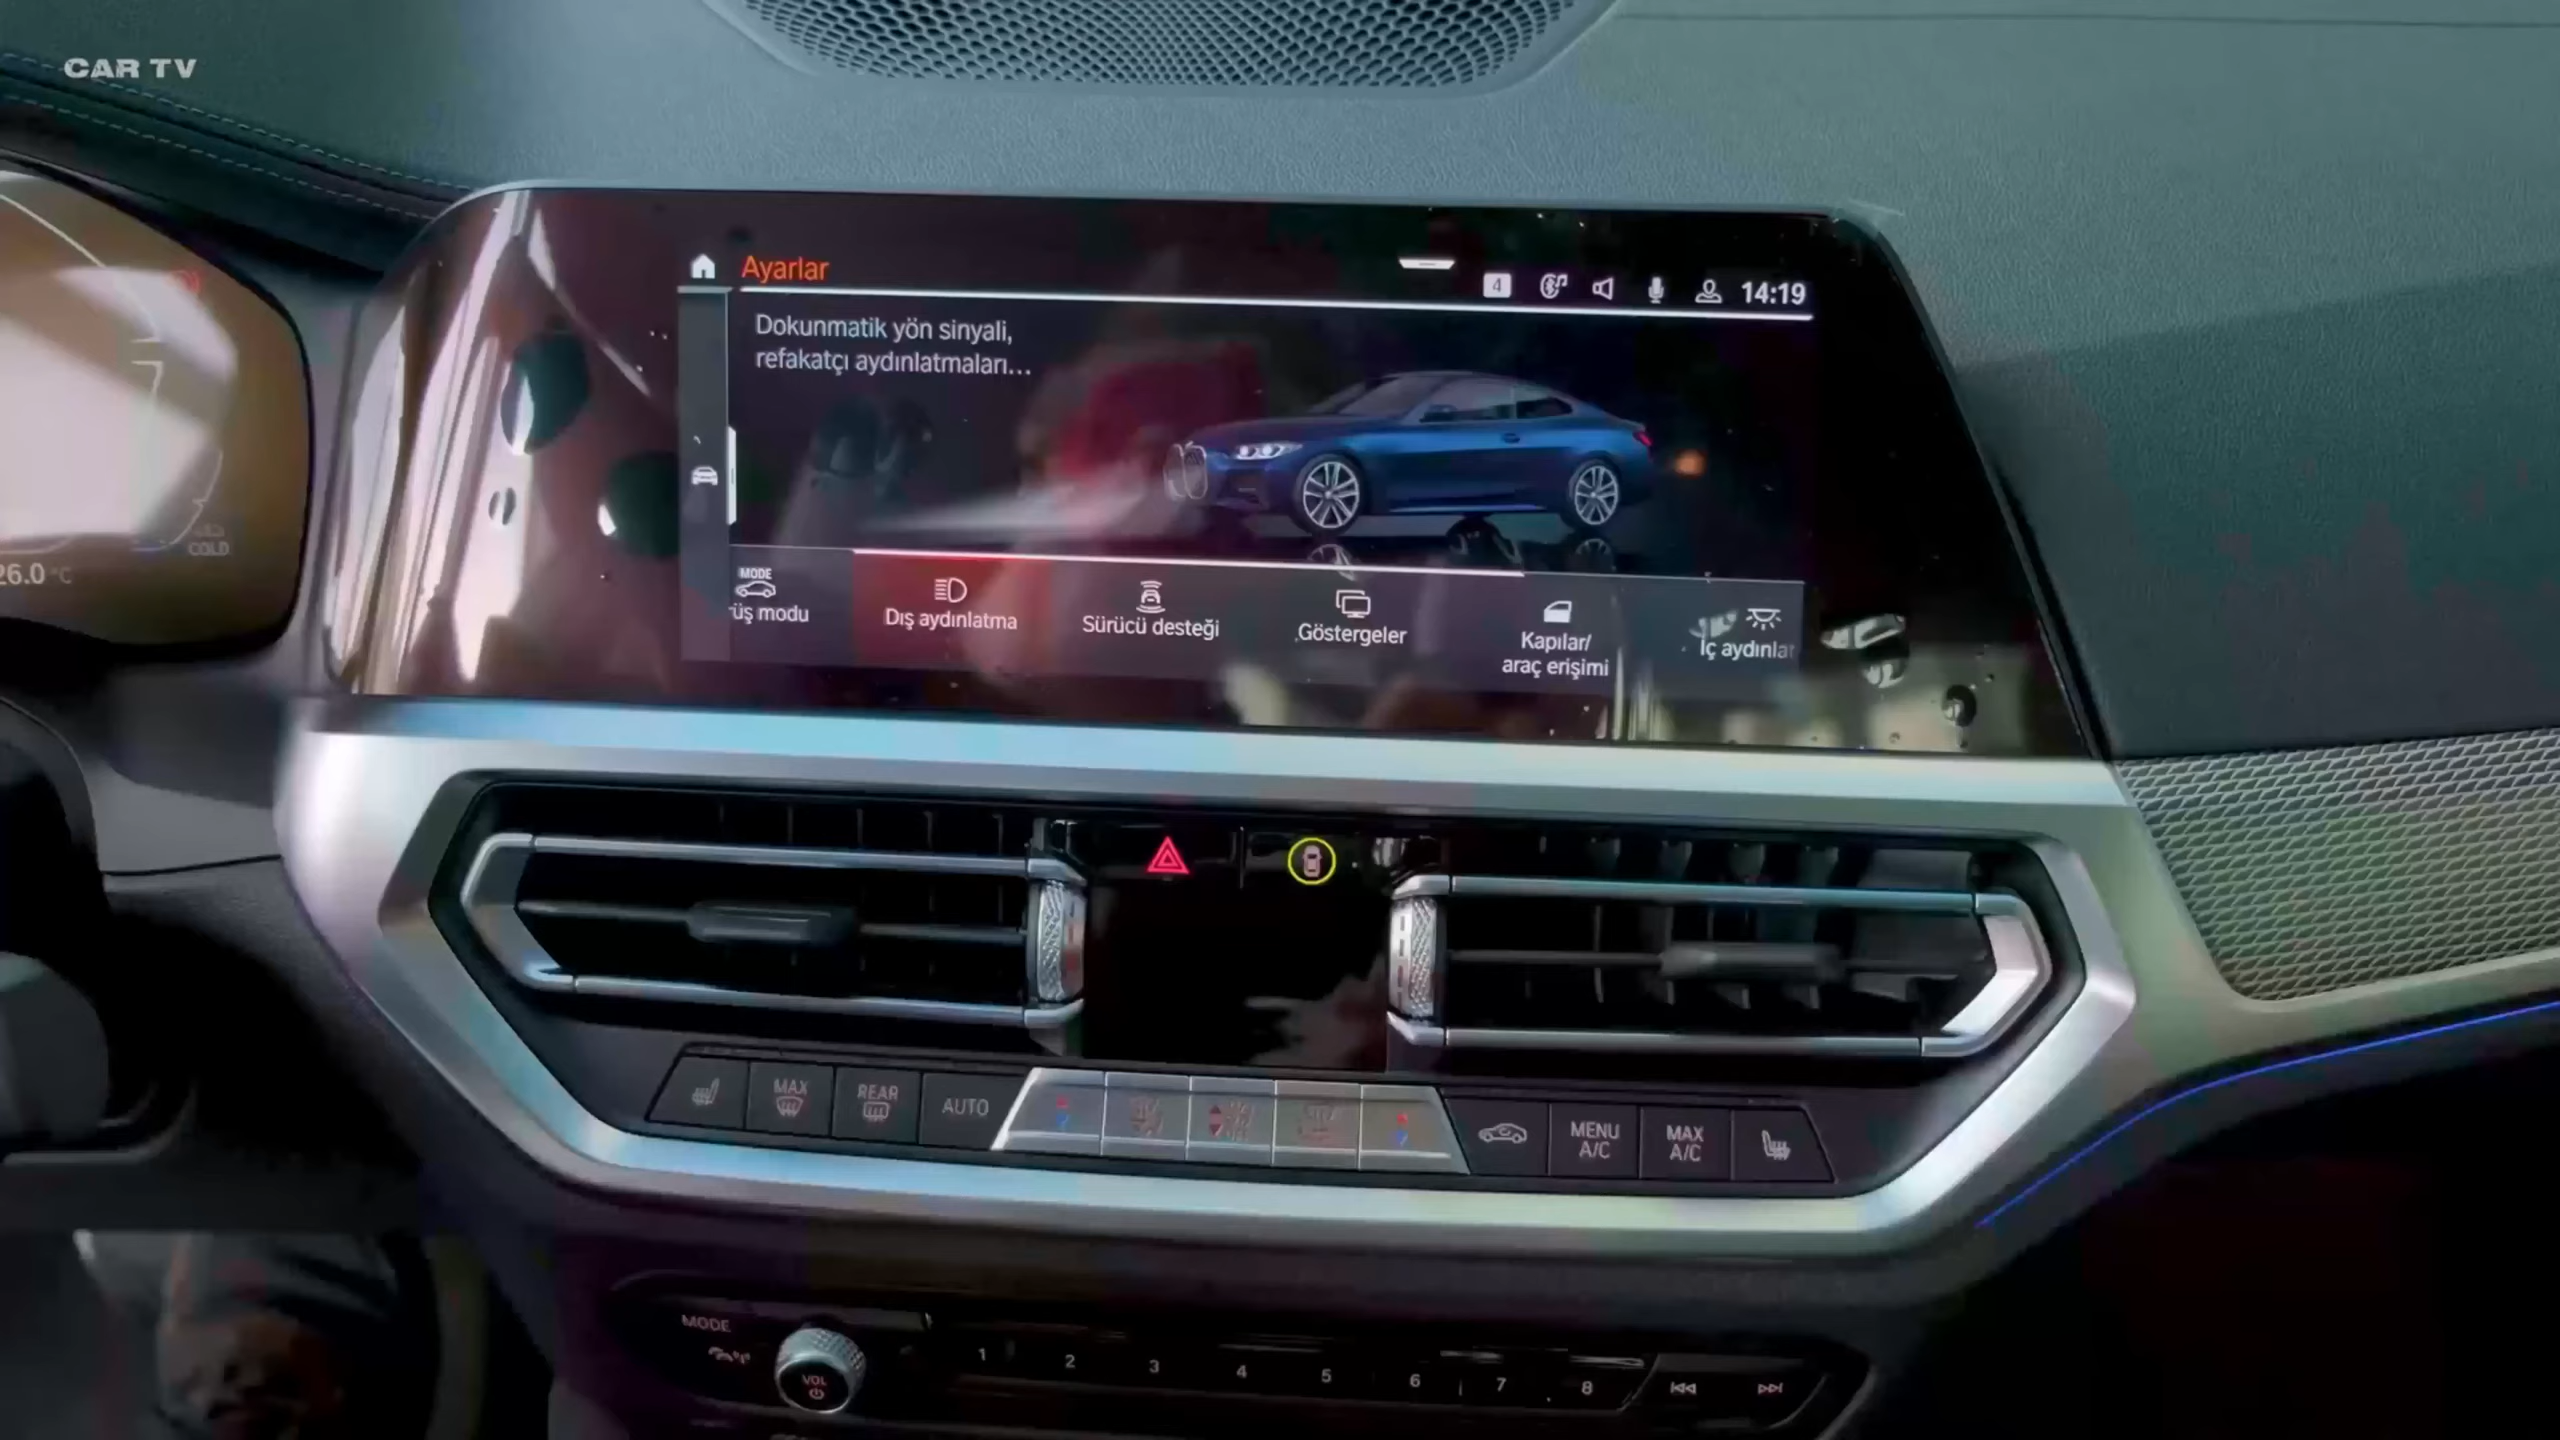 CAR TV
Ayarlar
4
14:19
Dokunmatik yön sinyali,
refakatçı aydınlatmaları...
MODE
üş modu
Dış aydınlatma
Sürücü desteği
Göstergeler
Kapılar/
araç erişimi
İç aydınlat
COLD
26.0 °C
MAX
REAR
AUTO
MENU
A/C
MAX
A/C
MODE
VOL
1 2 3 4 5 6 7 8